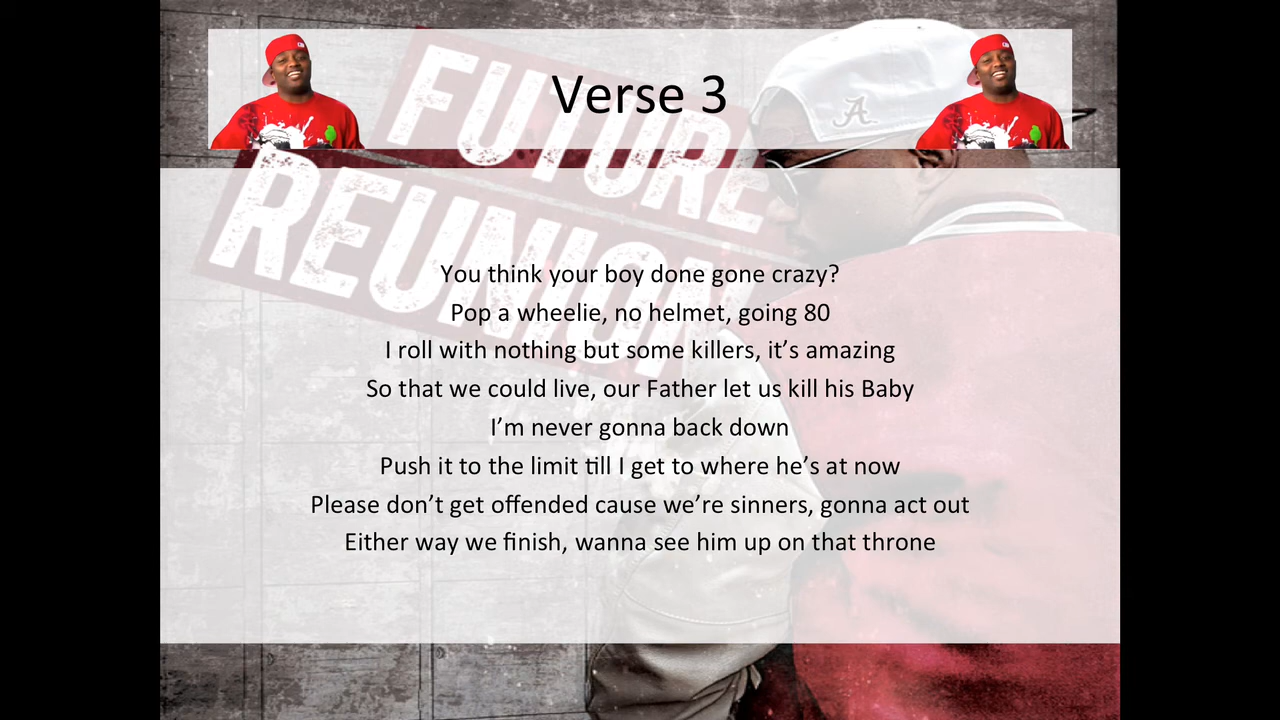 Verse 3
FUTURE
REUNION
A
You think your boy done gone crazy?
Pop a wheelie, no helmet, going 80
I roll with nothing but some killers, it’s amazing
So that we could live, our Father let us kill his Baby
I’m never gonna back down
Push it to the limit till I get to where he’s at now
Please don’t get offended cause we’re sinners, gonna act out
Either way we finish, wanna see him up on that throne